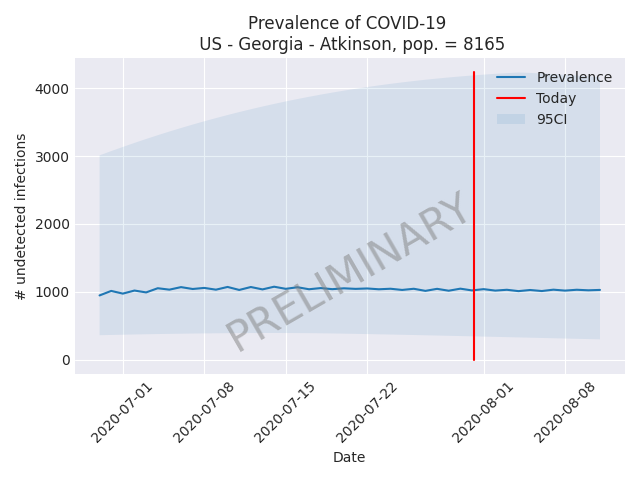 Prevalence of COVID-19
US - Georgia - Atkinson, pop. = 8165
Prevalence
Today
95CI
# undetected infections
4000
3000
2000
1000
0
PRELIMINARY
2020-07-01
2020-07-08
2020-07-15
2020-07-22
2020-08-01
2020-08-08
Date